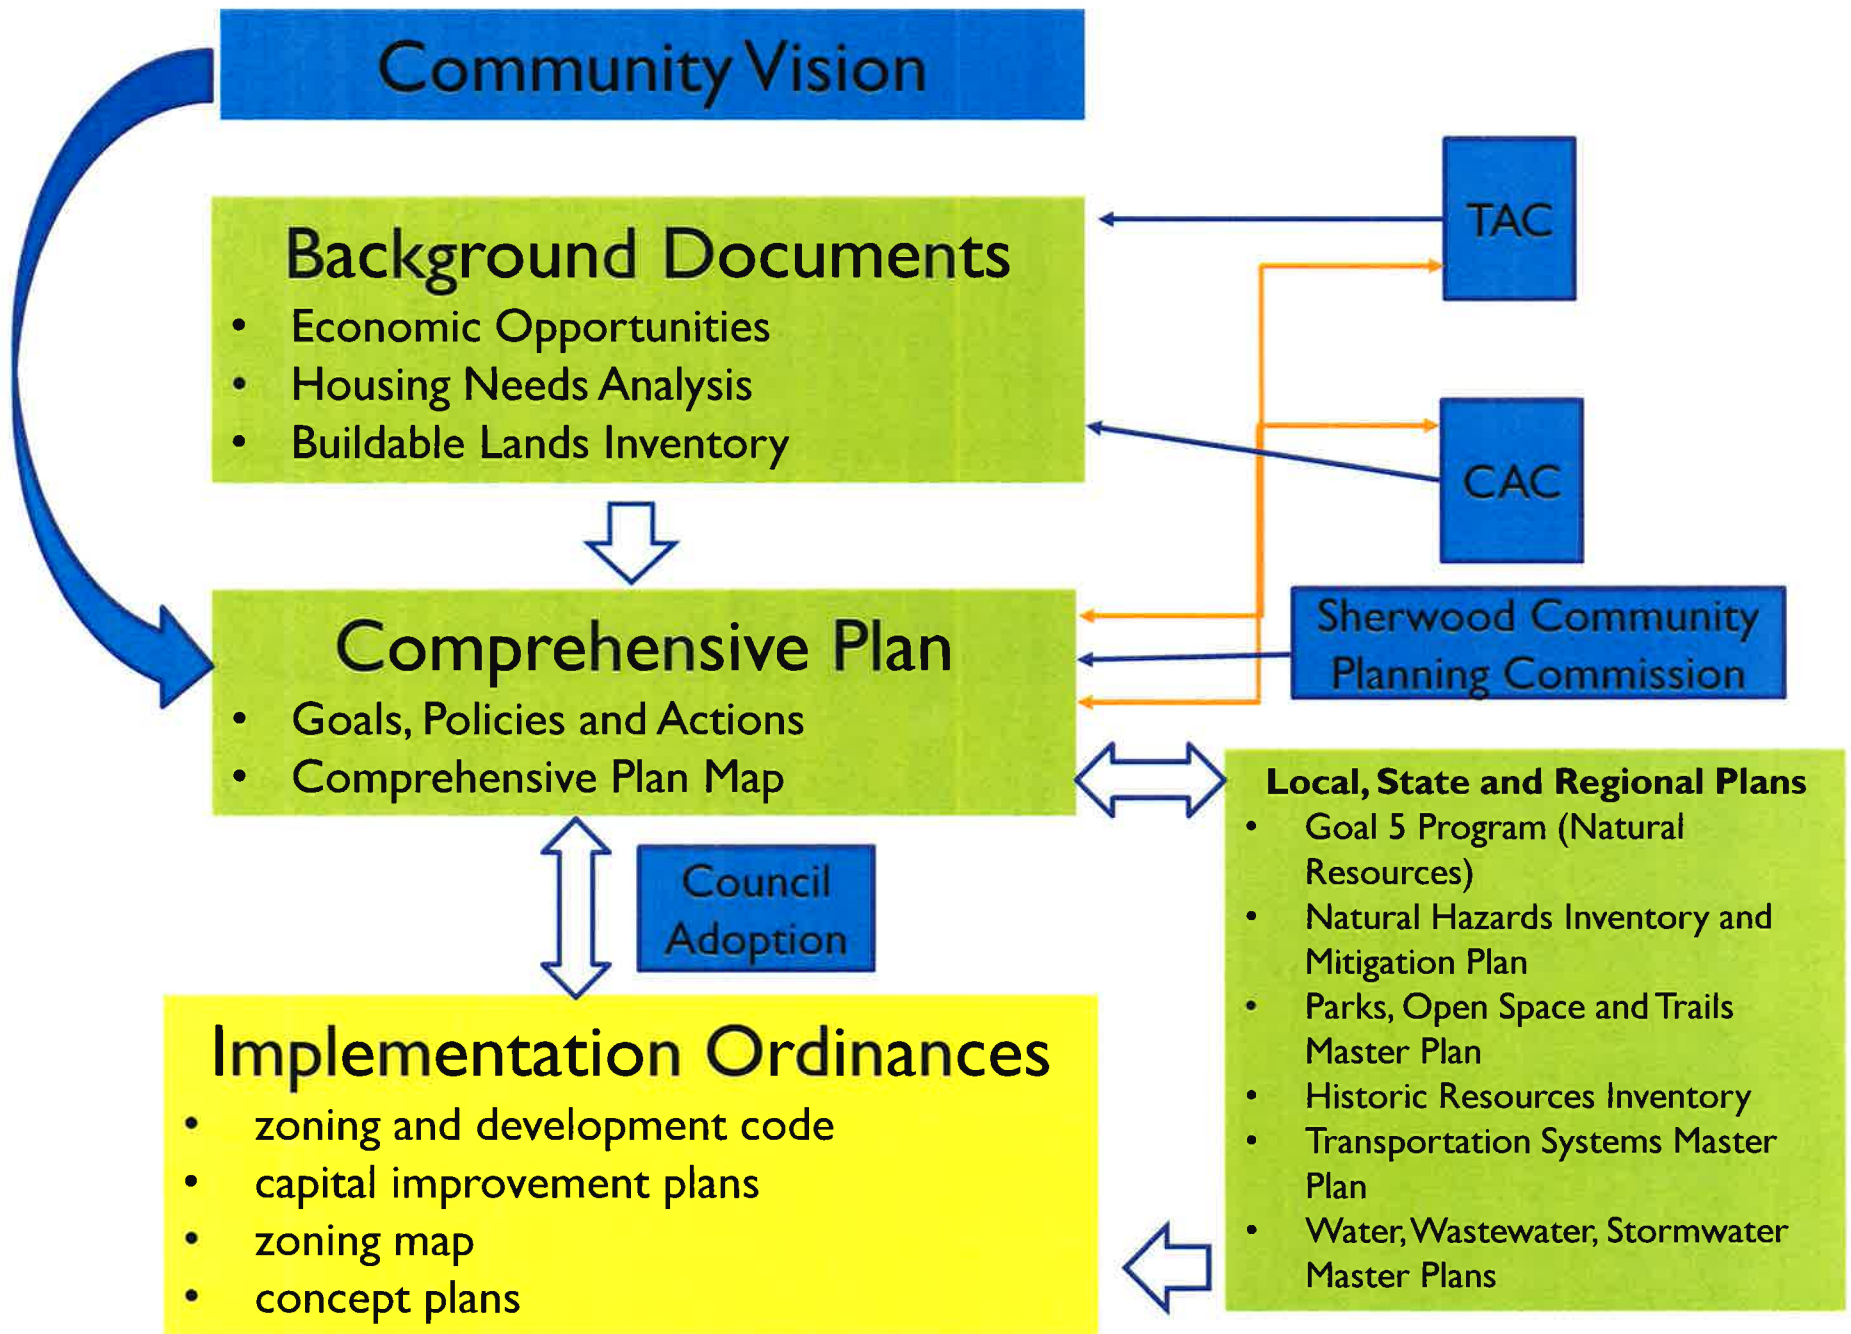 Community Vision
Background Documents
• Economic Opportunities
• Housing Needs Analysis
• Buildable Lands Inventory
TAC
CAC
Comprehensive Plan
• Goals, Policies and Actions
• Comprehensive Plan Map
Sherwood Community
Planning Commission
Council
Adoption
Local, State and Regional Plans
• Goal 5 Program (Natural
Resources)
• Natural Hazards Inventory and
Mitigation Plan
• Parks, Open Space and Trails
Master Plan
• Historic Resources Inventory
• Transportation Systems Master
Plan
• Water, Wastewater, Stormwater
Master Plans
Implementation Ordinances
• zoning and development code
• capital improvement plans
• zoning map
• concept plans